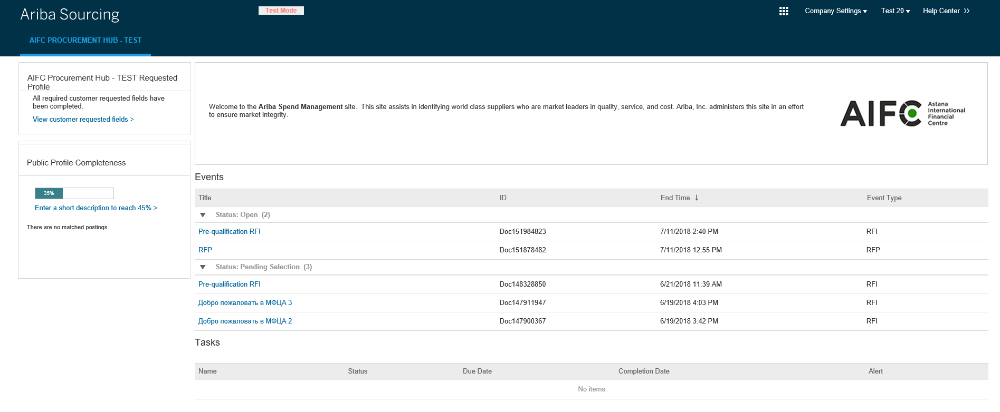 Ariba Sourcing
Test Mode
Company Settings
Test 20
Help Center
AIFC PROCUREMENT HUB - TEST
AIFC Procurement Hub - TEST Requested
Profile
All required customer requested fields have
been completed.
View customer requested fields >
Public Profile Completeness
35%
Enter a short description to reach 45% >
There are no matched postings.
Welcome to the Ariba Spend Management site. This site assists in identifying world class suppliers who are market leaders in quality, service, and cost. Ariba, Inc. administers this site in an effort
to ensure market integrity.
AIFC
Astana
International
Financial
Centre
Events
Title ID End Time ↓ Event Type
Status: Open (2)
Pre-qualification RFI Doc151984823 7/11/2018 2:40 PM RFI
RFP Doc151878482 7/11/2018 12:55 PM RFP
Status: Pending Selection (3)
Pre-qualification RFI Doc148328850 6/21/2018 11:39 AM RFI
Добро пожаловать в МФЦА 3 Doc147911947 6/19/2018 4:03 PM RFI
Добро пожаловать в МФЦА 2 Doc147900367 6/19/2018 3:42 PM RFI
Tasks
Name Status Due Date Completion Date Alert
No items